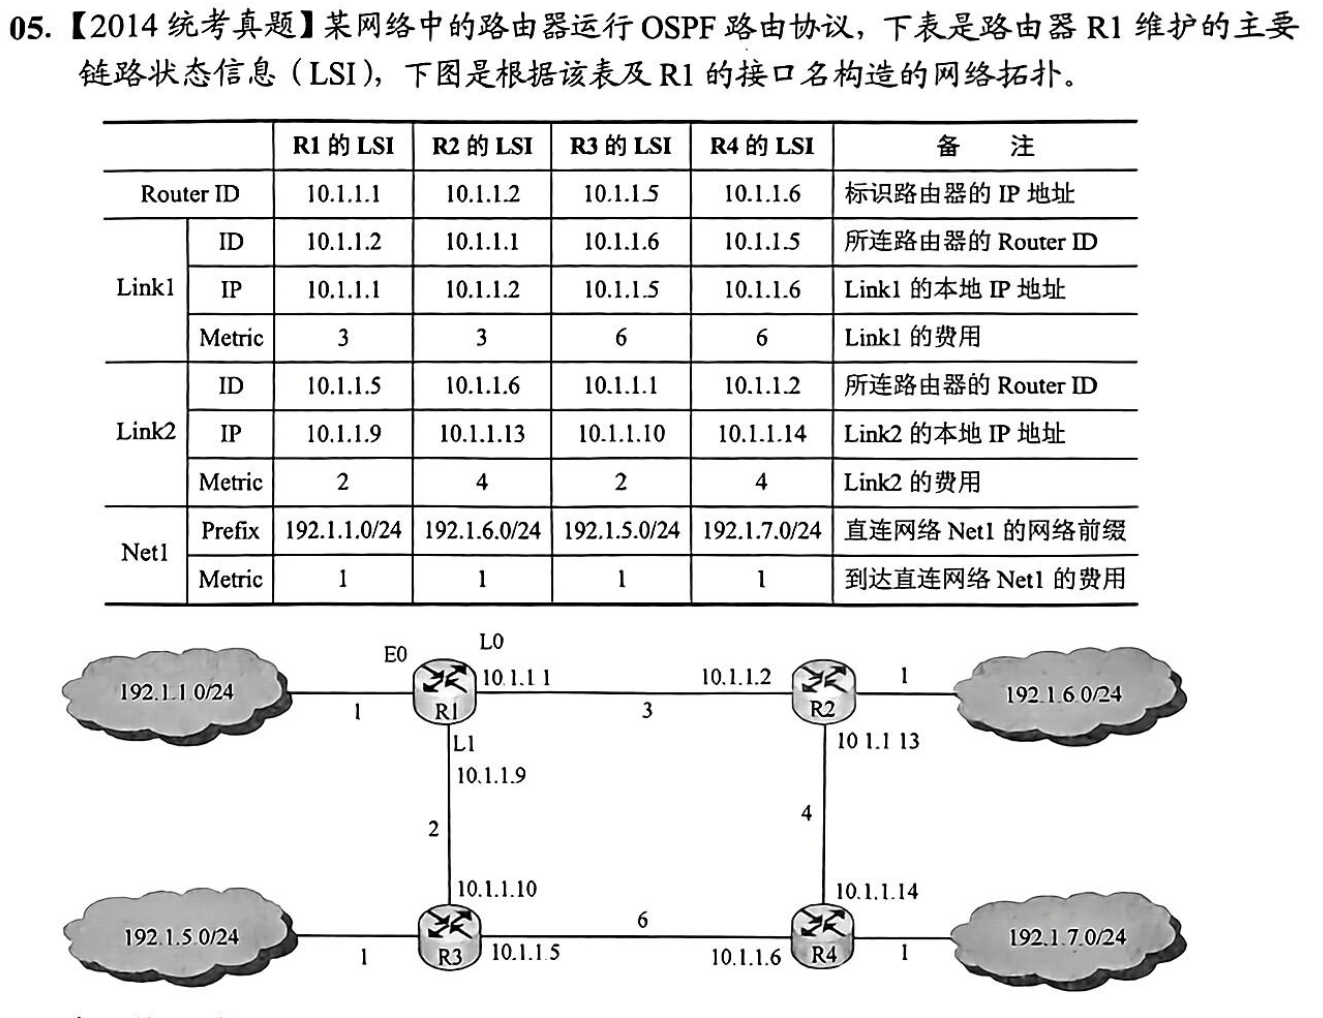 05.【2014 统考真题】某网络中的路由器运行 OSPF 路由协议，下表是路由器 R1 维护的主要
链路状态信息（LSI），下图是根据该表及 R1 的接口名构造的网络拓扑。
R1 的 LSI R2 的 LSI R3 的 LSI R4 的 LSI 备 注
Router ID 10.1.1.1 10.1.1.2 10.1.1.5 10.1.1.6 标识路由器的 IP 地址
Link1 ID 10.1.1.2 10.1.1.1 10.1.1.6 10.1.1.5 所连路由器的 Router ID
IP 10.1.1.1 10.1.1.2 10.1.1.5 10.1.1.6 Link1 的本地 IP 地址
Metric 3 3 6 6 Link1 的费用
Link2 ID 10.1.1.5 10.1.1.6 10.1.1.1 10.1.1.2 所连路由器的 Router ID
IP 10.1.1.9 10.1.1.13 10.1.1.10 10.1.1.14 Link2 的本地 IP 地址
Metric 2 4 2 4 Link2 的费用
Net1 Prefix 192.1.1.0/24 192.1.6.0/24 192.1.5.0/24 192.1.7.0/24 直连网络 Net1 的网络前缀
Metric 1 1 1 1 到达直连网络 Net1 的费用
E0 L0
192.1.1 0/24 1 R1 10.1.1 1 3 10.1.1.2 R2 1 192.1.6 0/24
L1 10 1.1 13
10.1.1.9
2 4
10.1.1.10 10.1.1.14
192.1.5 0/24 1 R3 10.1.1.5 6 10.1.1.6 R4 1 192.1.7.0/24